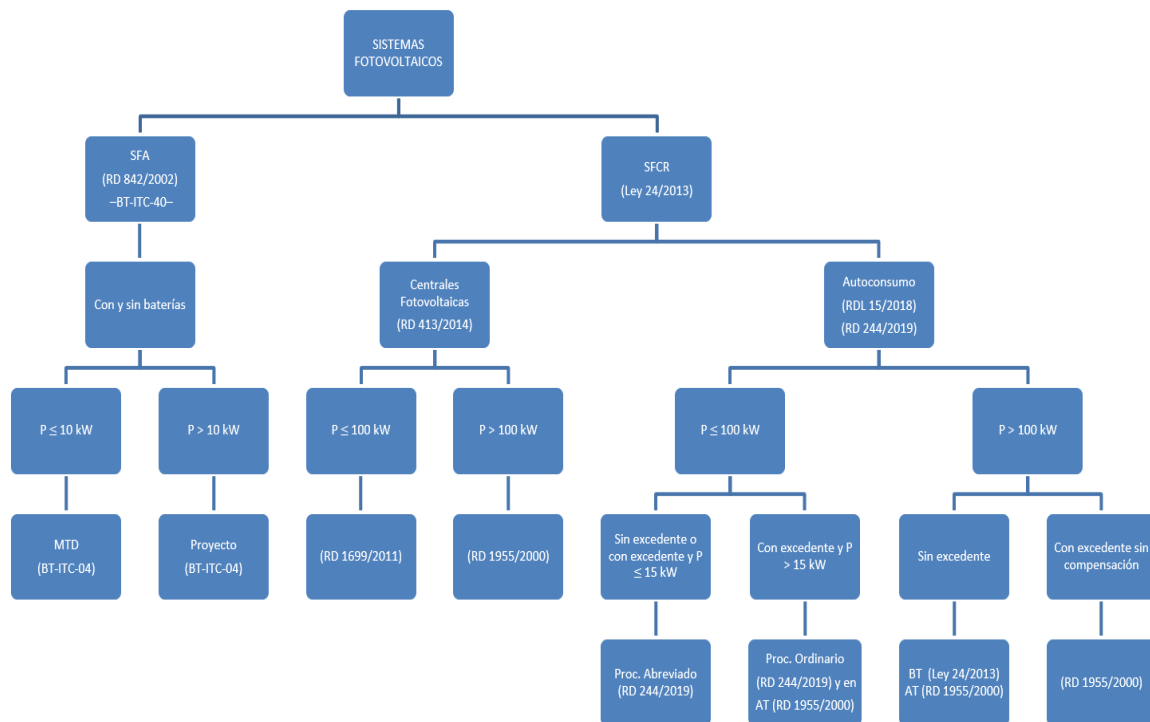 SISTEMAS
FOTOVOLTAICOS
SFA
(RD 842/2002)
–BT-ITC-40–
SFCR
(Ley 24/2013)
Con y sin baterías
Centrales
Fotovoltaicas
(RD 413/2014)
Autoconsumo
(RDL 15/2018)
(RD 244/2019)
P ≤ 10 kW
P > 10 kW
P ≤ 100 kW
P > 100 kW
P ≤ 100 kW
P > 100 kW
MTD
(BT-ITC-04)
Proyecto
(BT-ITC-04)
(RD 1699/2011)
(RD 1955/2000)
Sin excedente o
con excedente y P
≤ 15 kW
Con excedente y P
> 15 kW
Sin excedente
Con excedente sin
compensación
Proc. Abreviado
(RD 244/2019)
Proc. Ordinario
(RD 244/2019) y en
AT (RD 1955/2000)
BT (Ley 24/2013)
AT (RD 1955/2000)
(RD 1955/2000)